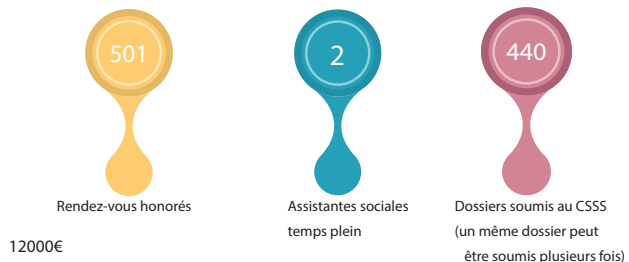 501
2
440
Rendez-vous honorés
Assistantes sociales
temps plein
Dossiers soumis au CSSS
(un même dossier peut
être soumis plusieurs fois)
12000€